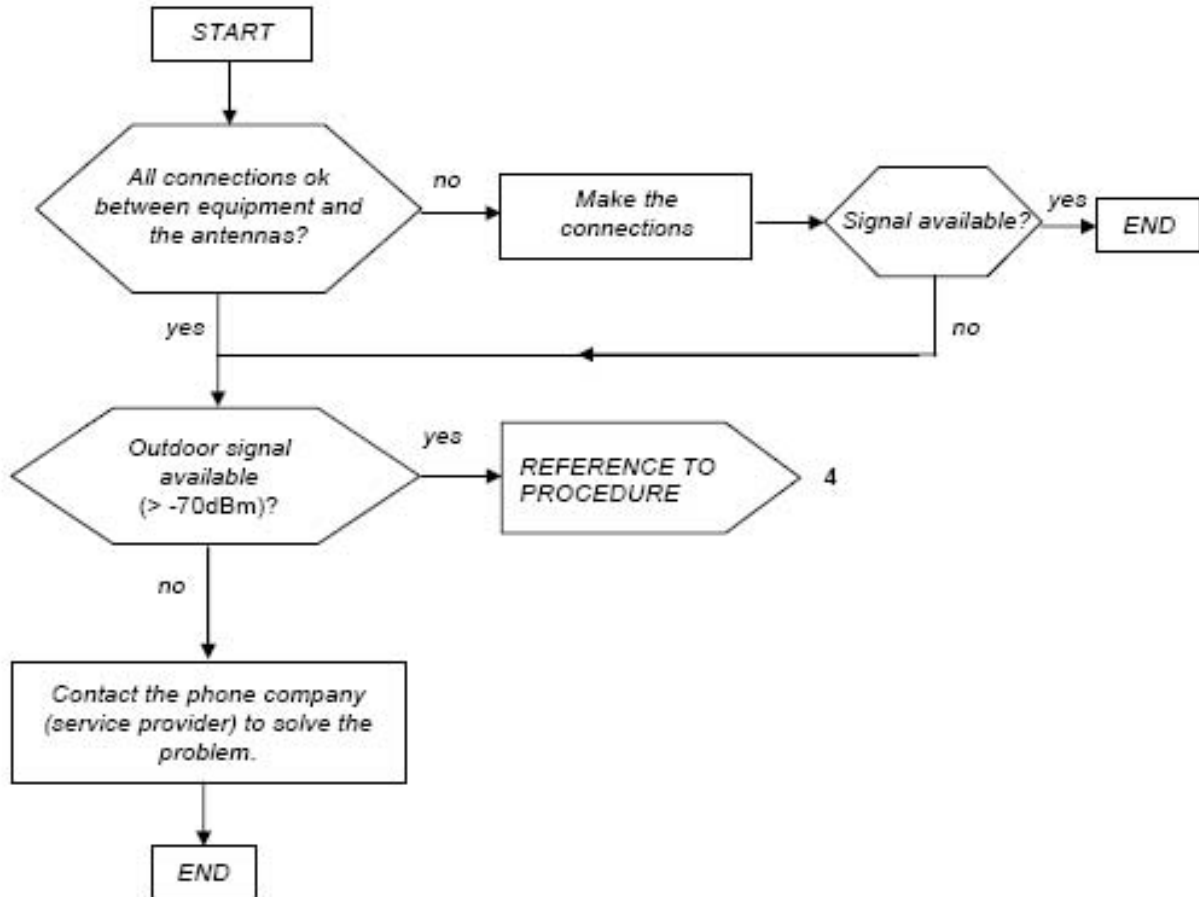 START
All connections ok
between equipment and
the antennas?
no
Make the
connections
Signal available?
yes
END
yes
no
Outdoor signal
available
(> -70dBm)?
yes
REFERENCE TO
PROCEDURE
4
no
Contact the phone company
(service provider) to solve the
problem.
END